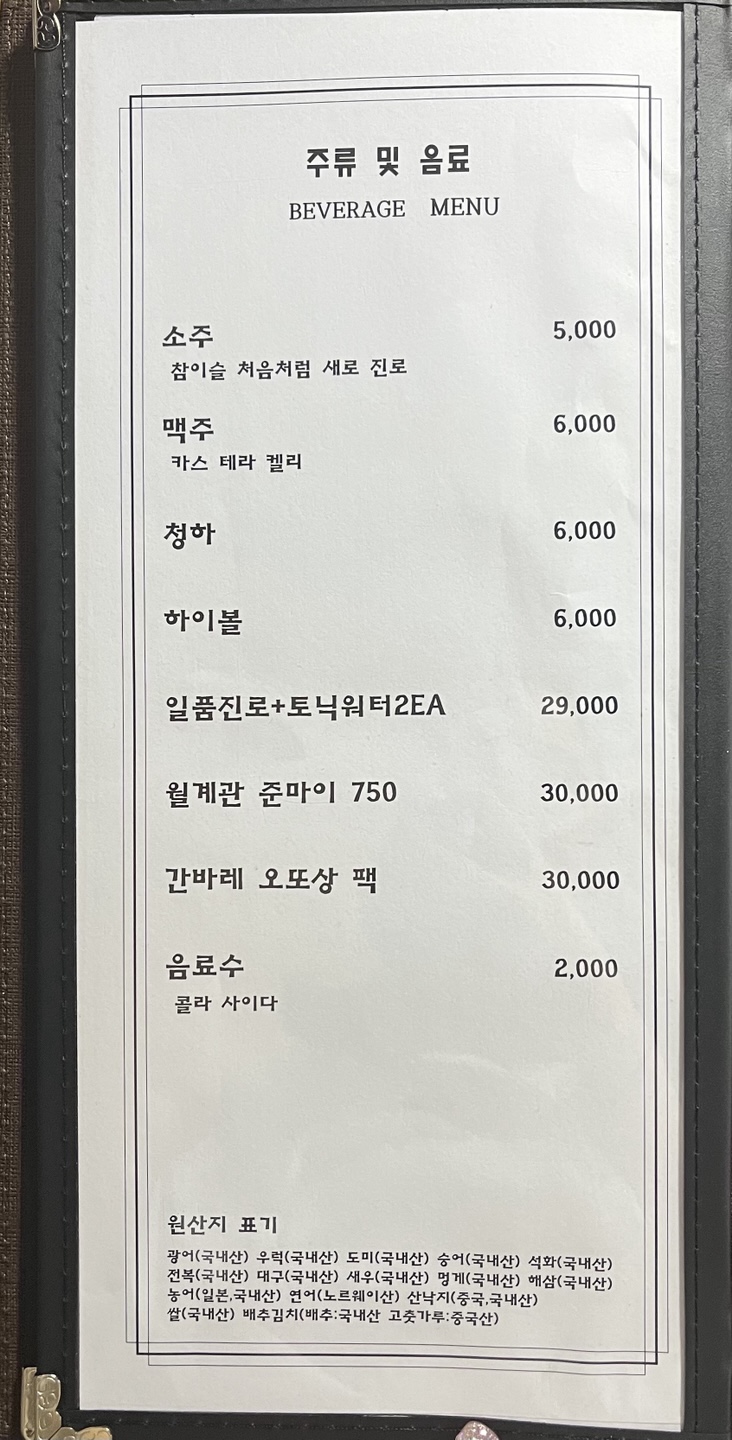 주류 및 음료
BEVERAGE MENU
소주 5,000
참이슬 처음처럼 새로 진로
맥주 6,000
카스 테라 켈리
청하 6,000
하이볼 6,000
일품진로+토닉워터2EA 29,000
월계관 준마이 750 30,000
간바레 오또상 팩 30,000
음료수 2,000
콜라 사이다
원산지 표기
광어(국내산) 우럭(국내산) 도미(국내산) 숭어(국내산) 석화(국내산)
전복(국내산) 대구(국내산) 새우(국내산) 멍게(국내산) 해삼(국내산)
농어(일본,국내산) 연어(노르웨이산) 산낙지(중국,국내산)
쌀(국내산) 배추김치(배추:국내산 고춧가루:중국산)